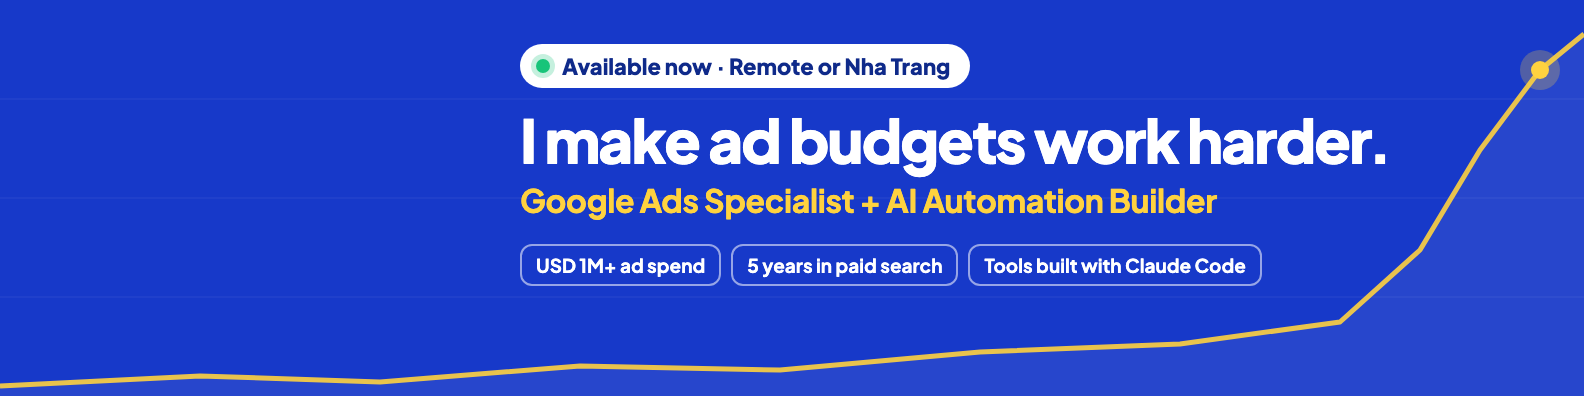 Available now · Remote or Nha Trang
I make ad budgets work harder.
Google Ads Specialist + AI Automation Builder
USD 1M+ ad spend
5 years in paid search
Tools built with Claude Code